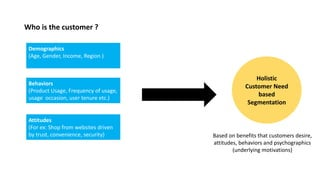 Who is the customer ?
Demographics
(Age, Gender, Income, Region )
Behaviors
(Product Usage, Frequency of usage,
usage occasion, user tenure etc.)
Attitudes
(For ex: Shop from websites driven
by trust, convenience, security)
Holistic
Customer Need
based
Segmentation
Based on benefits that customers desire,
attitudes, behaviors and psychographics
(underlying motivations)